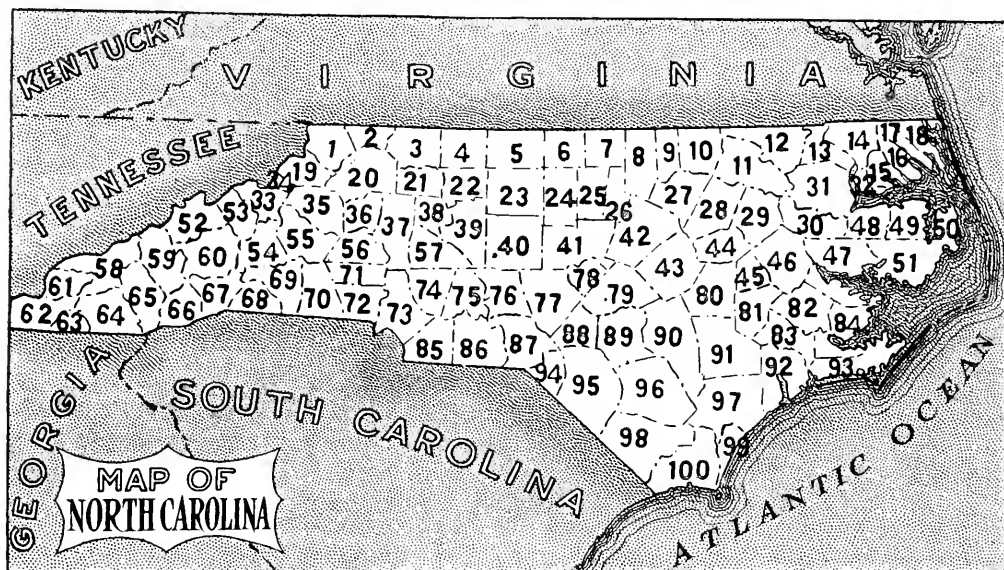 KENTUCKY
VIRGINIA
TENNESSEE
1 2 3 4 5 6 7 8 9 10 11 12 13 14 17 18
19 20 21 22 23 24 25 26 27 28 29 31 32 15 16
33 34 35 36 37 38 39 30 48 49 50
52 53 54 55 56 57 40 41 42 43 44 45 46 47 51
58 59 60 61 62 63 64 65 66 67 68 69 70 71 72 73 74 75 76 77 78 79 80 81 82 83 84
85 86 87 88 89 90 91 92 93
94 95 96 97
98 99
100
GEORGIA
SOUTH CAROLINA
ATLANTIC OCEAN
MAP OF
NORTH CAROLINA